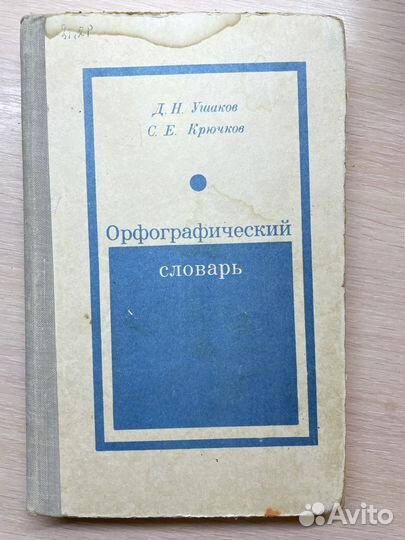 Д. Н. Ушаков
С. Е. Крючков
Орфографический
словарь
Avito